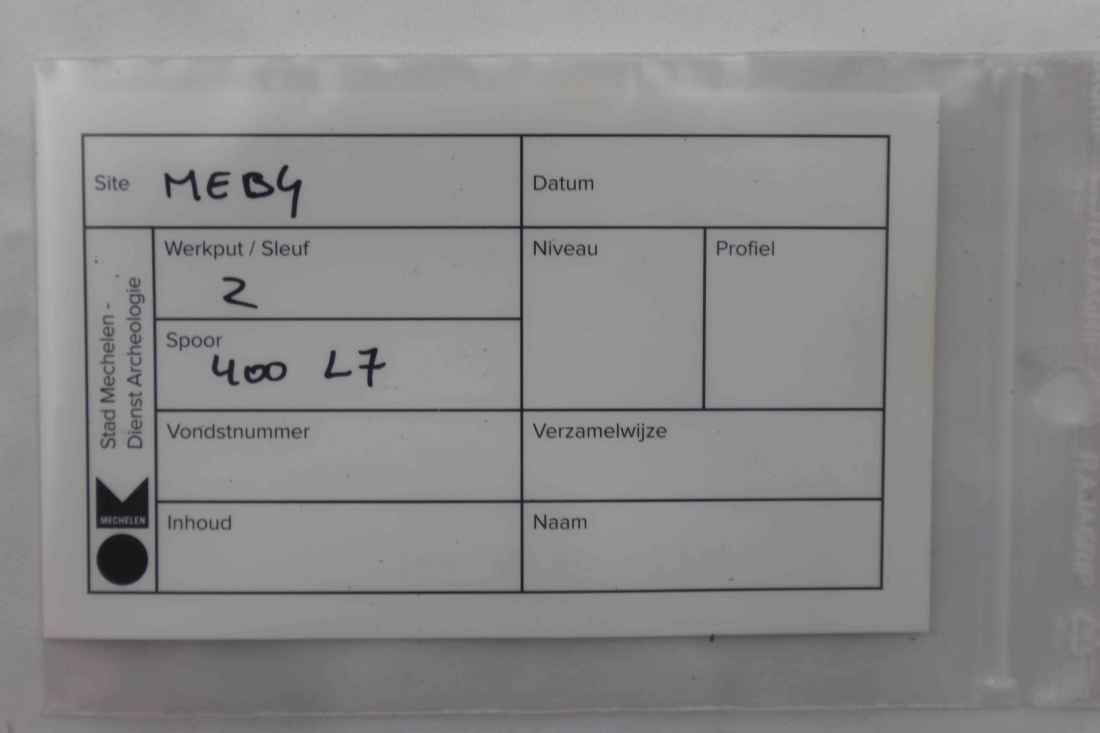 Site MEB4
Datum
Werkput / Sleuf
2
Niveau
Profiel
Spoor
400 L7
Vondstnummer
Verzamelwijze
Inhoud
Naam
Stad Mechelen -
Dienst Archeologie
MECHELEN
RAJAGRIP